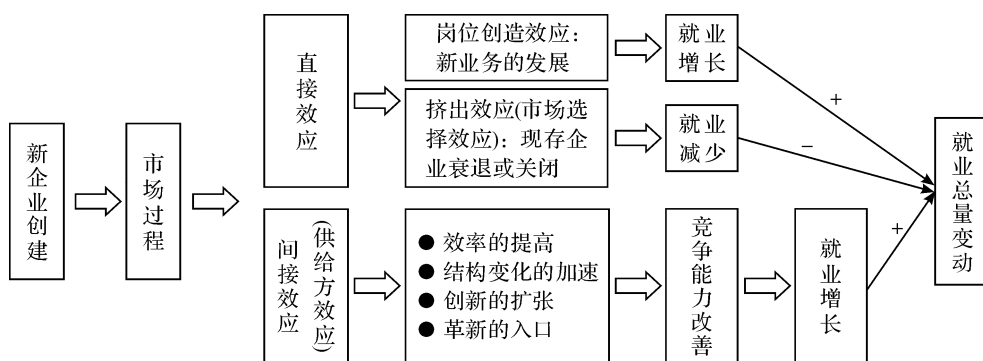 新企业创建
市场过程
直接效应
岗位创造效应：
新业务的发展
就业
增长
挤出效应(市场选
择效应)：现存企
业衰退或关闭
就业
减少
间接效应
(供给方效应)
● 效率的提高
● 结构变化的加速
● 创新的扩张
● 革新的入口
竞争能力改善
就业增长
+
−
+
就业总量变动